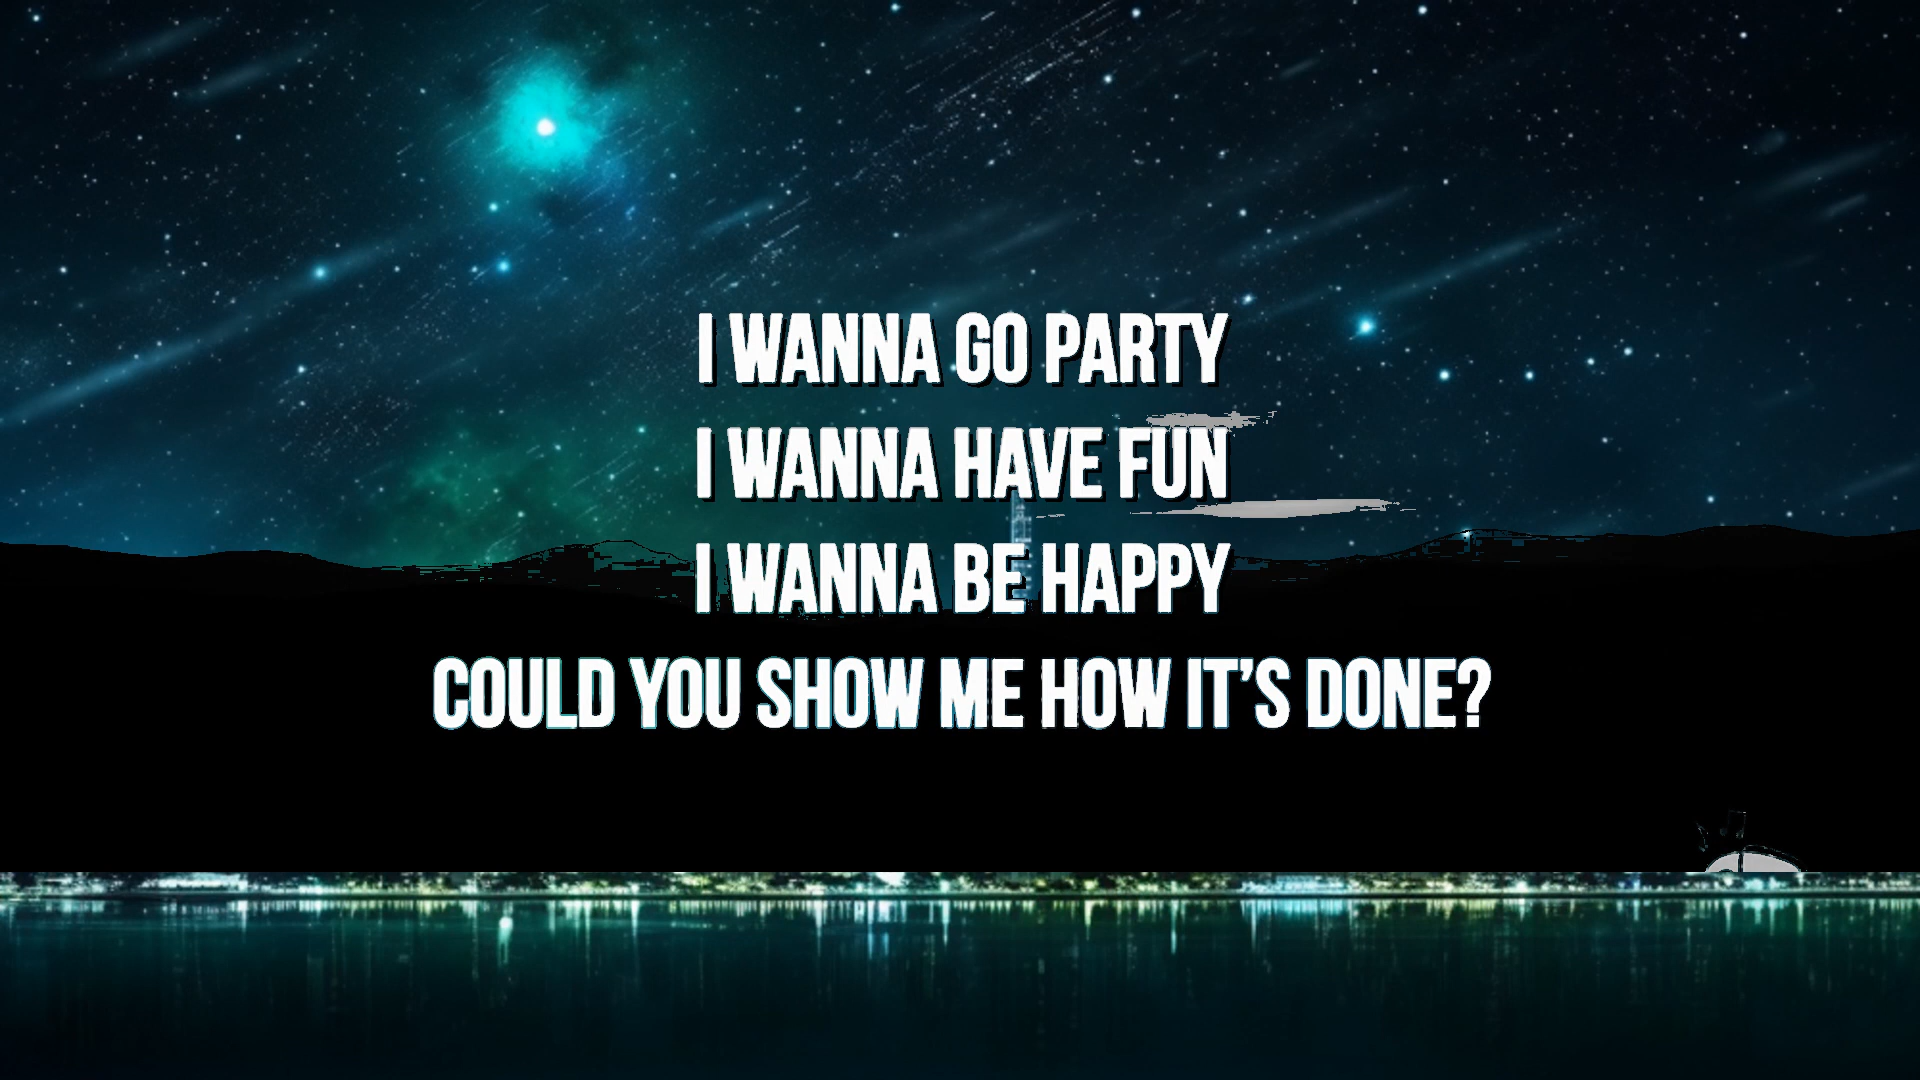 I WANNA GO PARTY
I WANNA HAVE FUN
I WANNA BE HAPPY
COULD YOU SHOW ME HOW IT'S DONE?